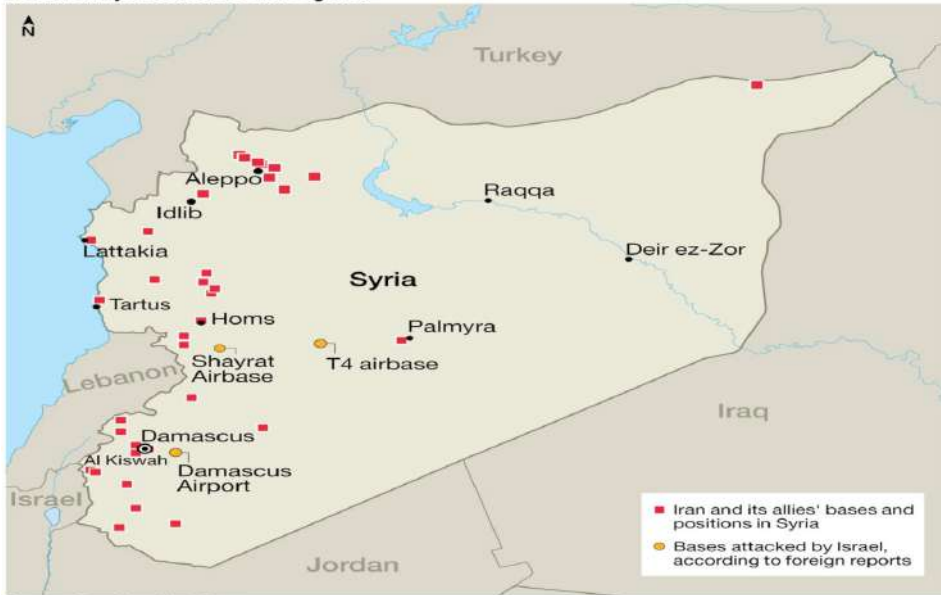 N
Turkey
Aleppo
Idlib
Raqqa
Lattakia
Deir ez-Zor
Syria
Tartus
Homs
Palmyra
Shayrat
Airbase
T4 airbase
Lebanon
Iraq
Damascus
Al Kiswah
Damascus
Airport
Israel
Jordan
Iran and its allies' bases and
positions in Syria
Bases attacked by Israel,
according to foreign reports